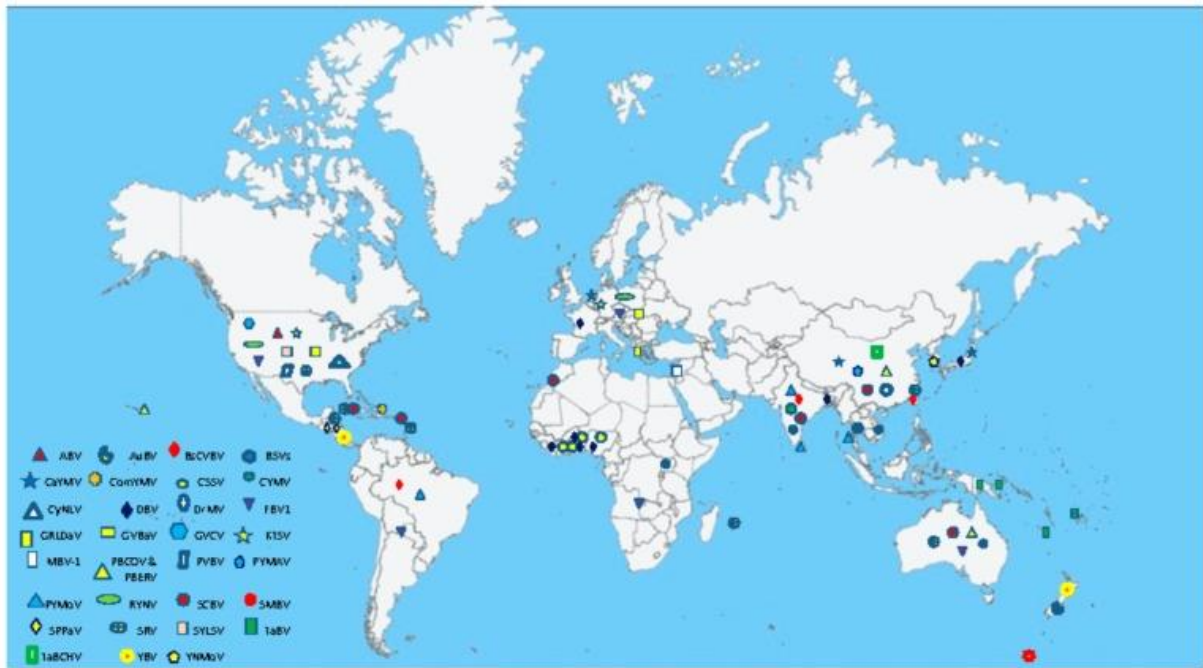 ABV AuBV BsCVBV BSVs
CaYMV ComYMV CSSV CYMV
CyNLV DBV DrMV FBV1
GRLDaV GVBaV GVCV KTSV
MBV-1 PBCOV& PBERV PVBV PYMAV
PYMoV RYNV SCBV SMBV
SPPaV SRV SYLSV TaBV
TaBCHV YBV YNMoV